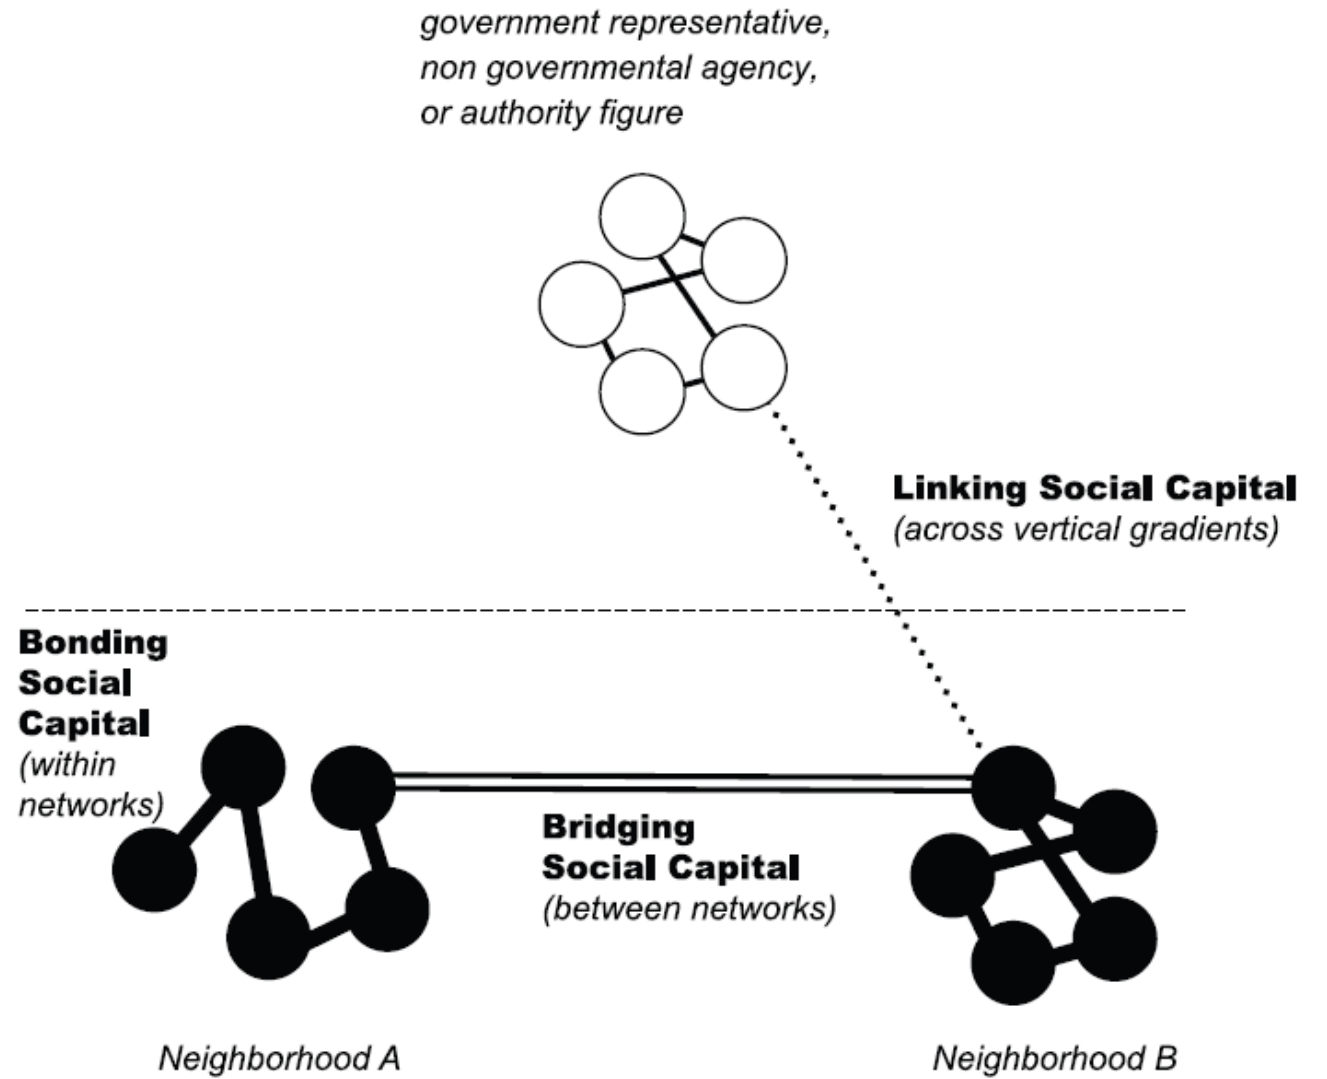 government representative,
non governmental agency,
or authority figure
Linking Social Capital
(across vertical gradients)
Bonding
Social
Capital
(within
networks)
Bridging
Social Capital
(between networks)
Neighborhood A
Neighborhood B